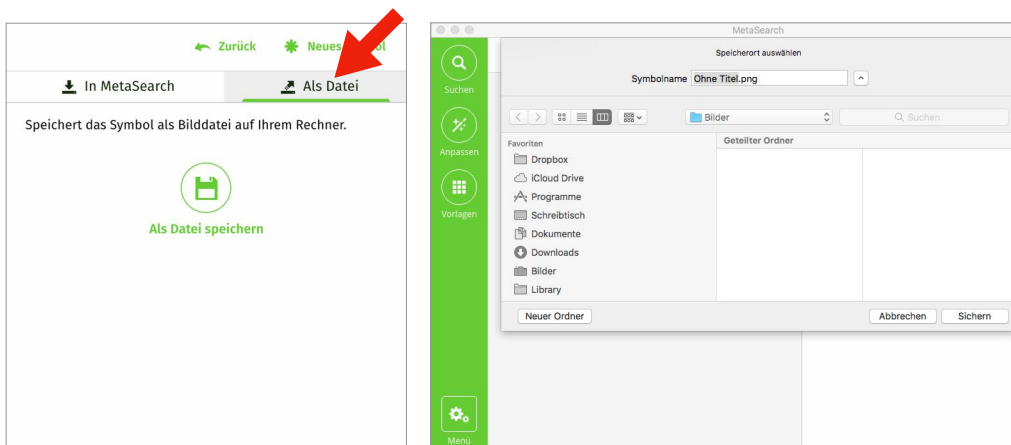 Zurück
Neues
In MetaSearch
Als Datei
Speichert das Symbol als Bilddatei auf Ihrem Rechner.
Als Datei speichern
MetaSearch
Suchen
Anpassen
Vorlagen
Menü
Speicherort auswählen
Symbolname Ohne Titel.png
Bilder
Suchen
Favoriten
Dropbox
iCloud Drive
Programme
Schreibtisch
Dokumente
Downloads
Bilder
Library
Geteilter Ordner
Neuer Ordner
Abbrechen
Sichern